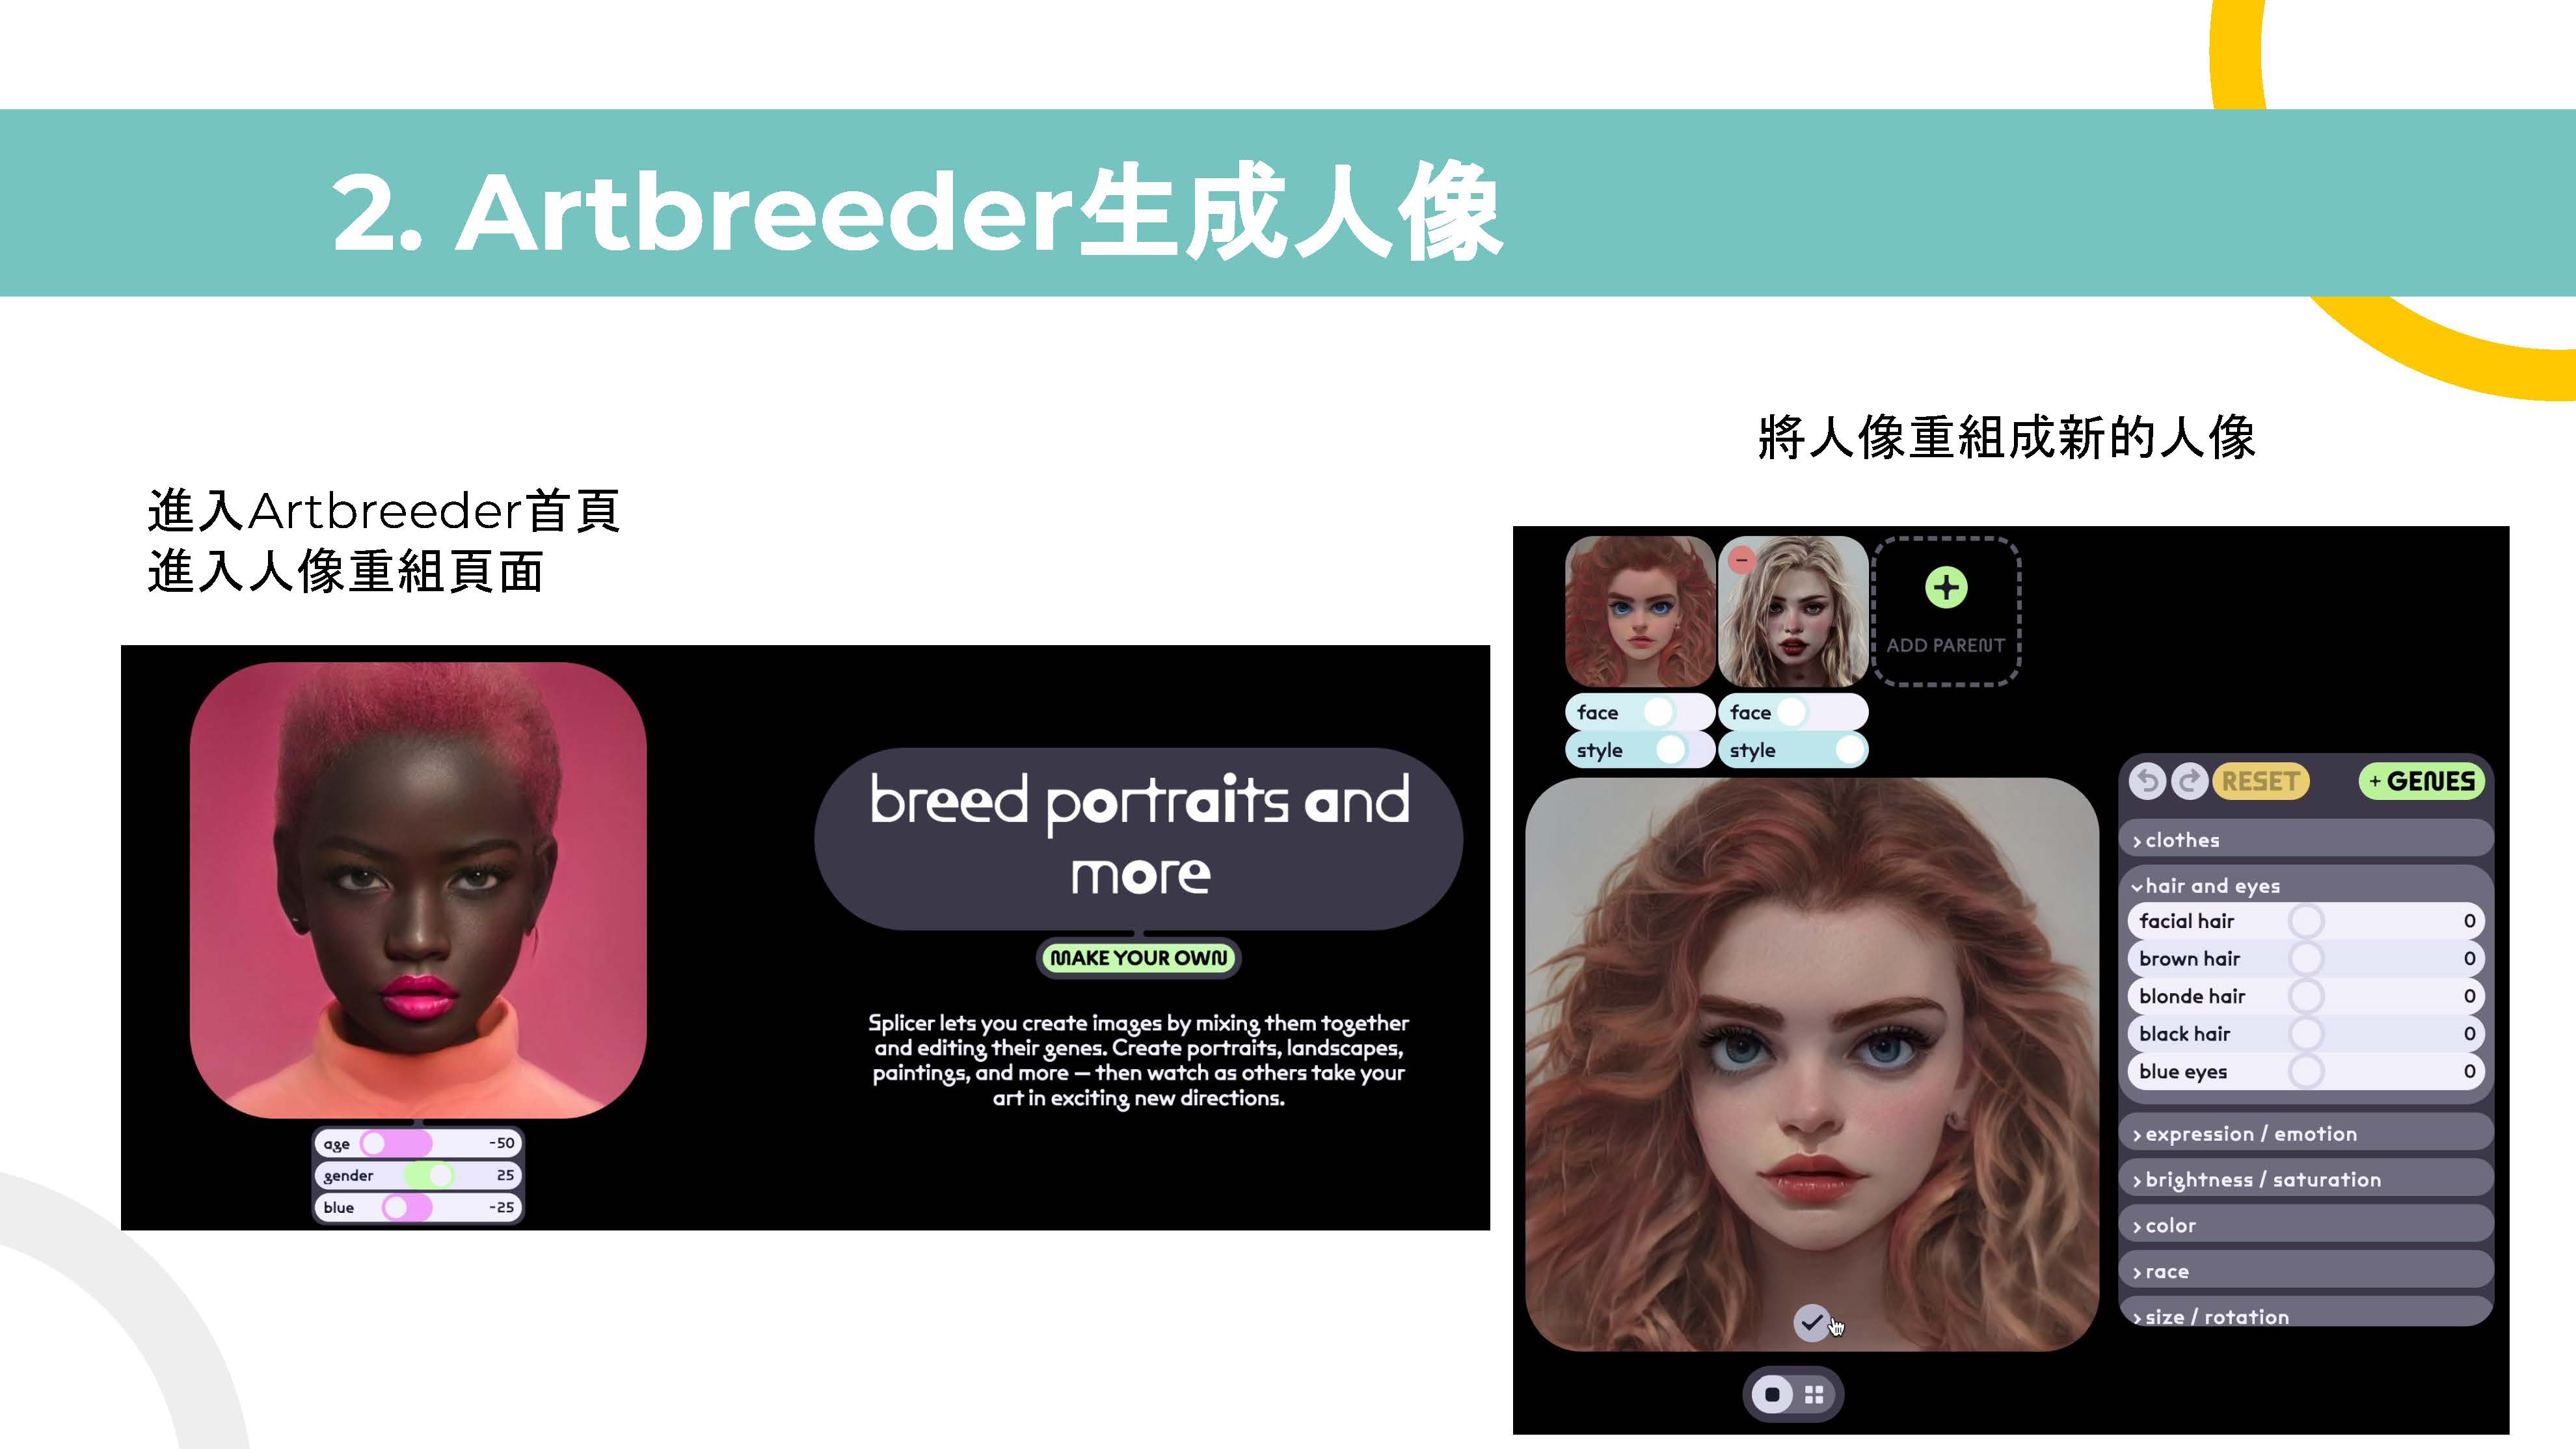 2. Artbreeder生成人像
進入Artbreeder首頁
進入人像重組頁面
breed portraits and
more
MAKE YOUR OWN
Splicer lets you create images by mixing them together
and editing their genes. Create portraits, landscapes,
paintings, and more — then watch as others take your
art in exciting new directions.
age -50
gender 25
blue -25
將人像重組成新的人像
ADD PARENT
face face
style style
RESET + GENES
clothes
hair and eyes
facial hair 0
brown hair 0
blonde hair 0
black hair 0
blue eyes 0
expression / emotion
brightness / saturation
color
race
size / rotation